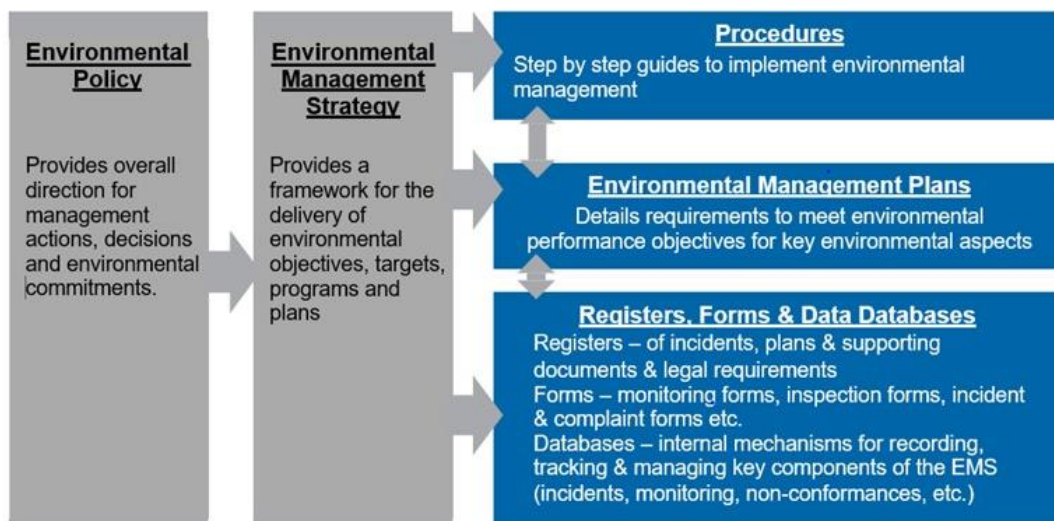 Environmental
Policy
Provides overall
direction for
management
actions, decisions
and environmental
commitments.
Environmental
Management
Strategy
Provides a
framework for the
delivery of
environmental
objectives, targets,
programs and
plans
Procedures
Step by step guides to implement environmental
management
Environmental Management Plans
Details requirements to meet environmental
performance objectives for key environmental aspects
Registers, Forms & Data Databases
Registers – of incidents, plans & supporting
documents & legal requirements
Forms – monitoring forms, inspection forms, incident
& complaint forms etc.
Databases – internal mechanisms for recording,
tracking & managing key components of the EMS
(incidents, monitoring, non-conformances, etc.)